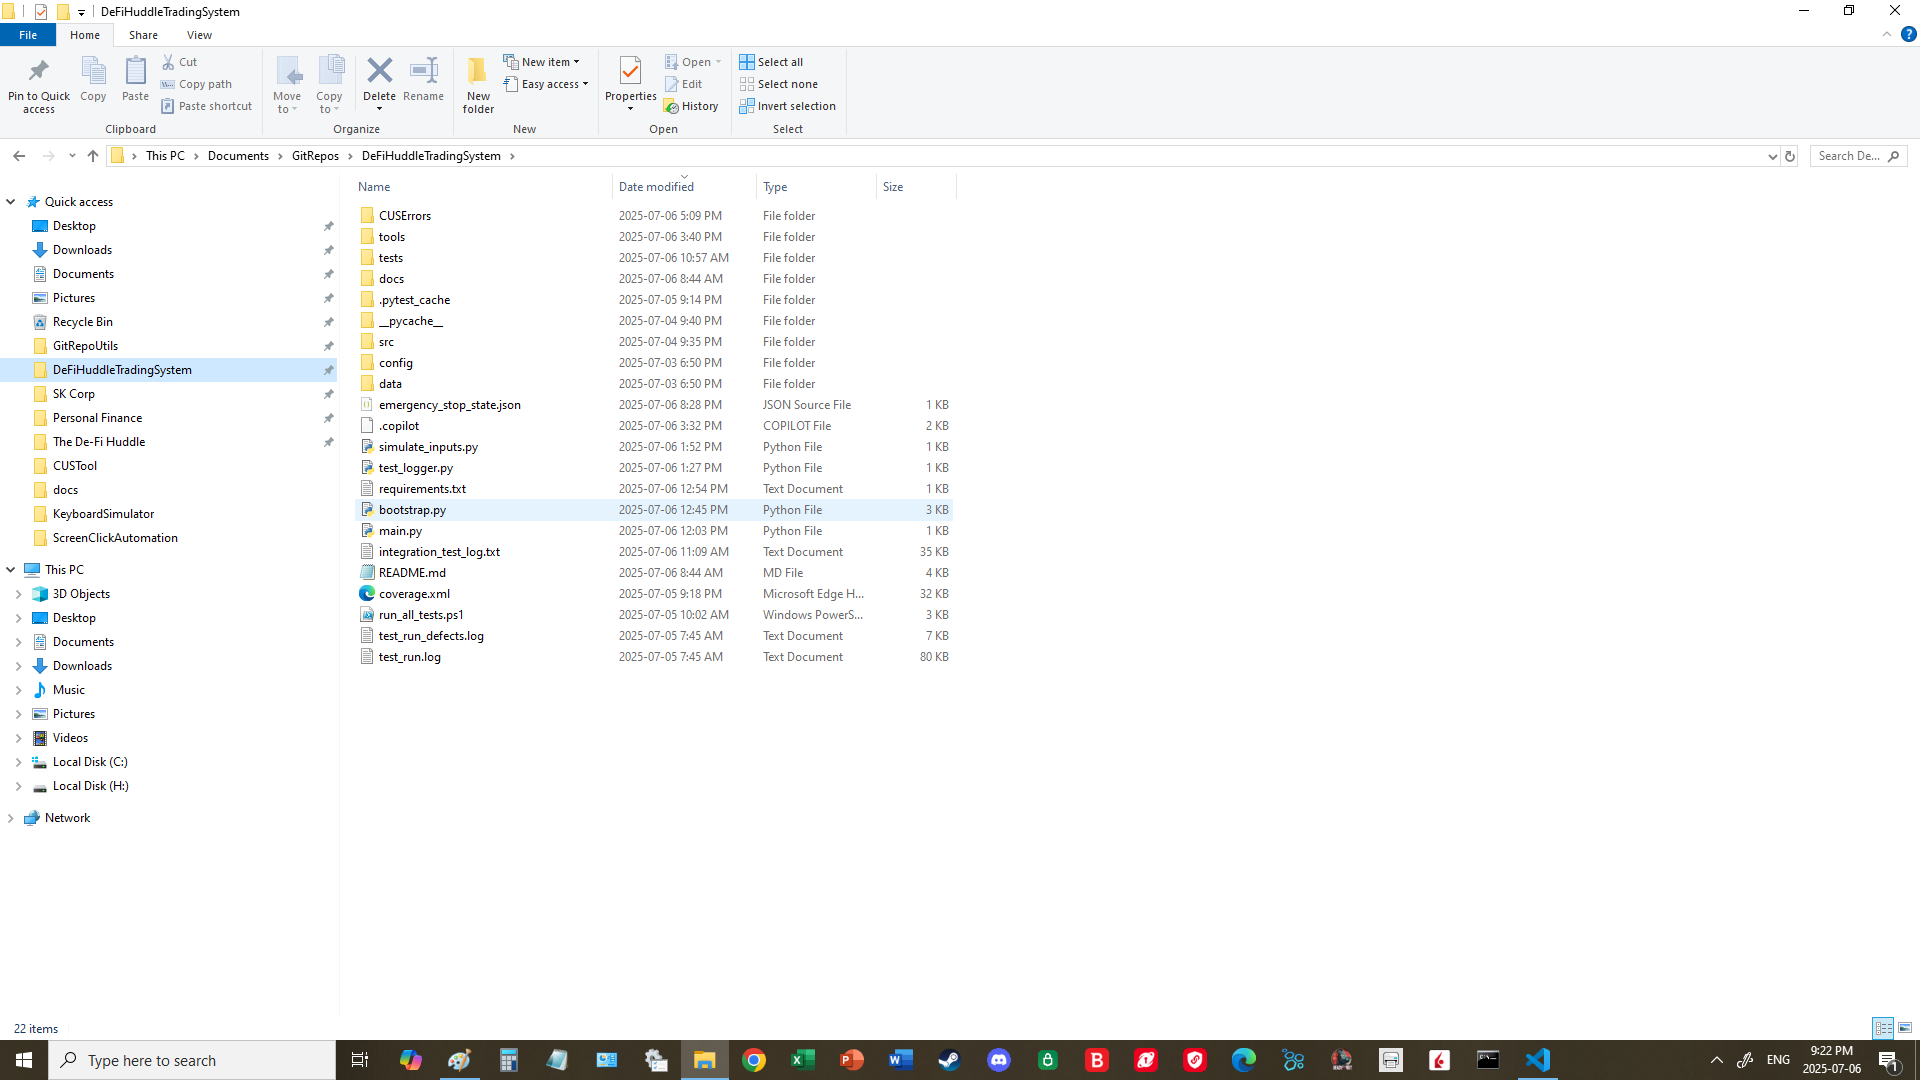 DeFiHuddleTradingSystem
File Home Share View
Pin to Quick access
Copy
Paste
Cut
Copy path
Paste shortcut
Clipboard
Move to
Copy to
Delete
Rename
Organize
New folder
New item
Easy access
New
Properties
Open
Edit
History
Open
Select all
Select none
Invert selection
Select
This PC Documents GitRepos DeFiHuddleTradingSystem
Search De...
Quick access
Desktop
Downloads
Documents
Pictures
Recycle Bin
GitRepoUtils
DeFiHuddleTradingSystem
SK Corp
Personal Finance
The De-Fi Huddle
CUSTool
docs
KeyboardSimulator
ScreenClickAutomation
This PC
3D Objects
Desktop
Documents
Downloads
Music
Pictures
Videos
Local Disk (C:)
Local Disk (H:)
Network
Name Date modified Type Size
CUSErrors 2025-07-06 5:09 PM File folder
tools 2025-07-06 3:40 PM File folder
tests 2025-07-06 10:57 AM File folder
docs 2025-07-06 8:44 AM File folder
.pytest_cache 2025-07-05 9:14 PM File folder
__pycache__ 2025-07-04 9:40 PM File folder
src 2025-07-04 9:35 PM File folder
config 2025-07-03 6:50 PM File folder
data 2025-07-03 6:50 PM File folder
emergency_stop_state.json 2025-07-06 8:28 PM JSON Source File 1 KB
.copilot 2025-07-06 3:32 PM COPILOT File 2 KB
simulate_inputs.py 2025-07-06 1:52 PM Python File 1 KB
test_logger.py 2025-07-06 1:27 PM Python File 1 KB
requirements.txt 2025-07-06 12:54 PM Text Document 1 KB
bootstrap.py 2025-07-06 12:45 PM Python File 3 KB
main.py 2025-07-06 12:03 PM Python File 1 KB
integration_test_log.txt 2025-07-06 11:09 AM Text Document 35 KB
README.md 2025-07-06 8:44 AM MD File 4 KB
coverage.xml 2025-07-05 9:18 PM Microsoft Edge H... 32 KB
run_all_tests.ps1 2025-07-05 10:02 AM Windows PowerS... 3 KB
test_run_defects.log 2025-07-05 7:45 AM Text Document 7 KB
test_run.log 2025-07-05 7:45 AM Text Document 80 KB
22 items
Type here to search
ENG
9:22 PM
2025-07-06
1